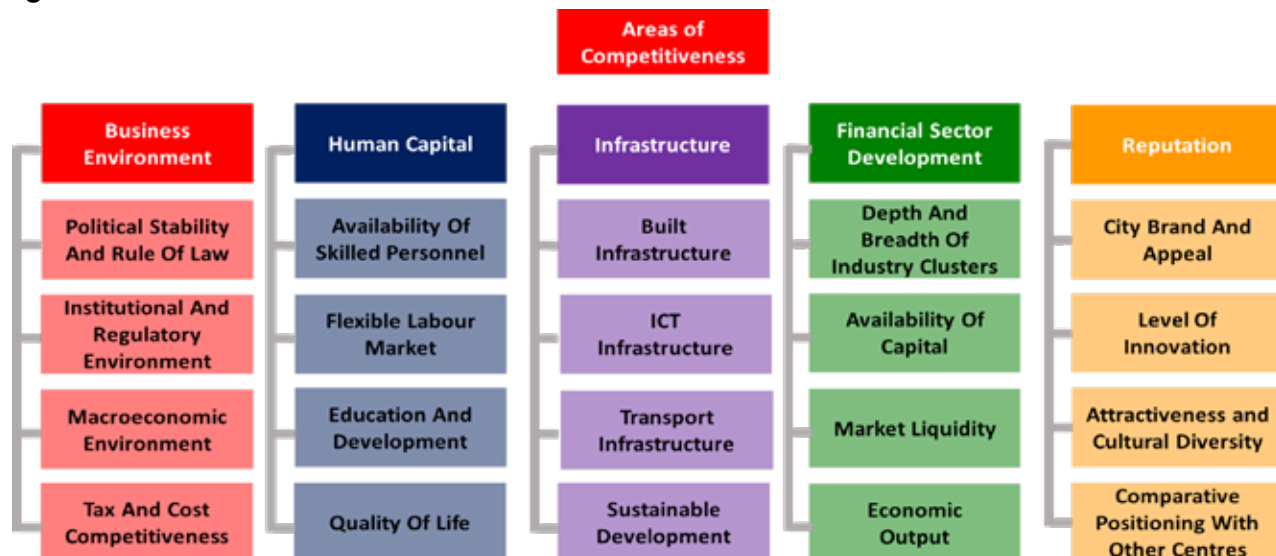 Areas of
Competitiveness
Business
Environment
Human Capital
Infrastructure
Financial Sector
Development
Reputation
Political Stability
And Rule Of Law
Availability Of
Skilled Personnel
Built
Infrastructure
Depth And
Breadth Of
Industry Clusters
City Brand And
Appeal
Institutional And
Regulatory
Environment
Flexible Labour
Market
ICT
Infrastructure
Availability Of
Capital
Level Of
Innovation
Macroeconomic
Environment
Education And
Development
Transport
Infrastructure
Market Liquidity
Attractiveness and
Cultural Diversity
Tax And Cost
Competitiveness
Quality Of Life
Sustainable
Development
Economic
Output
Comparative
Positioning With
Other Centres